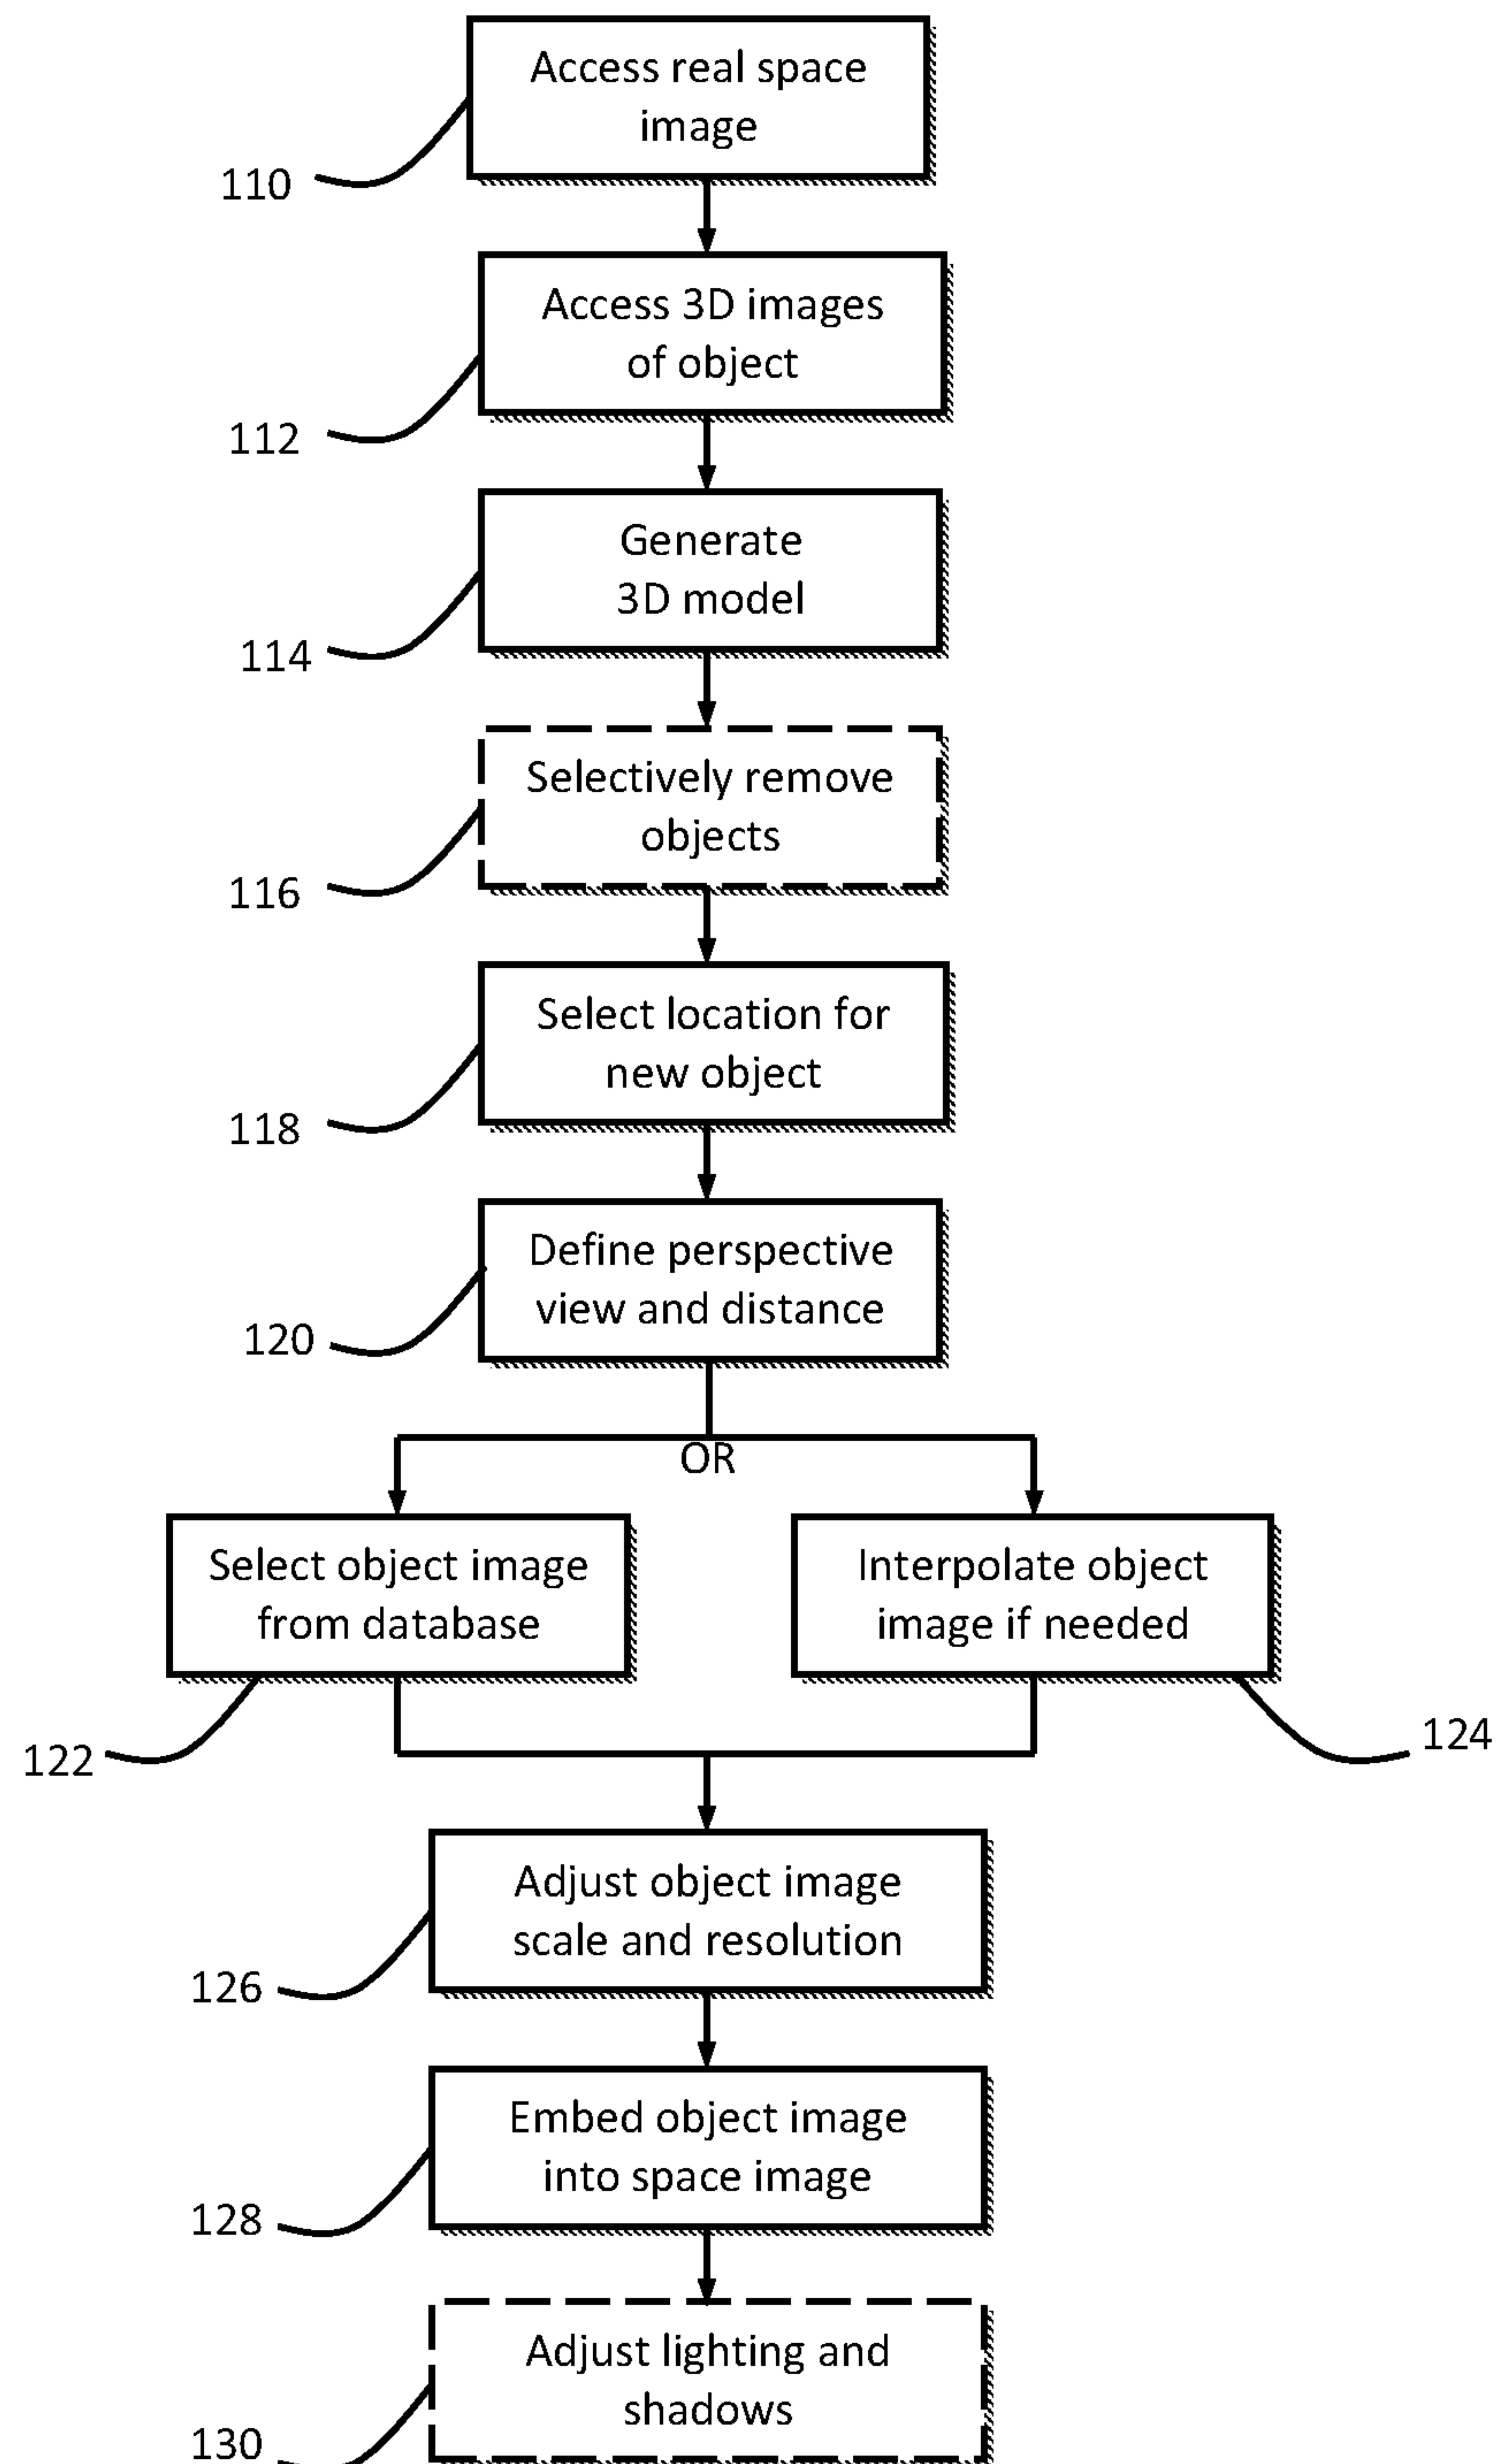 Access real space
image
110
Access 3D images
of object
112
Generate
3D model
114
Selectively remove
objects
116
Select location for
new object
118
Define perspective
view and distance
120
OR
Select object image
from database
122
Interpolate object
image if needed
124
Adjust object image
scale and resolution
126
Embed object image
into space image
128
Adjust lighting and
shadows
130